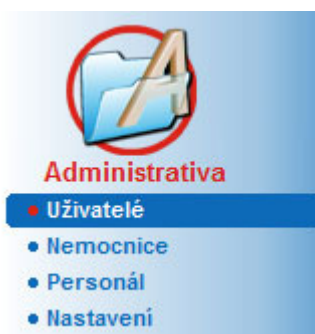 Administrativa
Uživatelé
Nemocnice
Personál
Nastavení